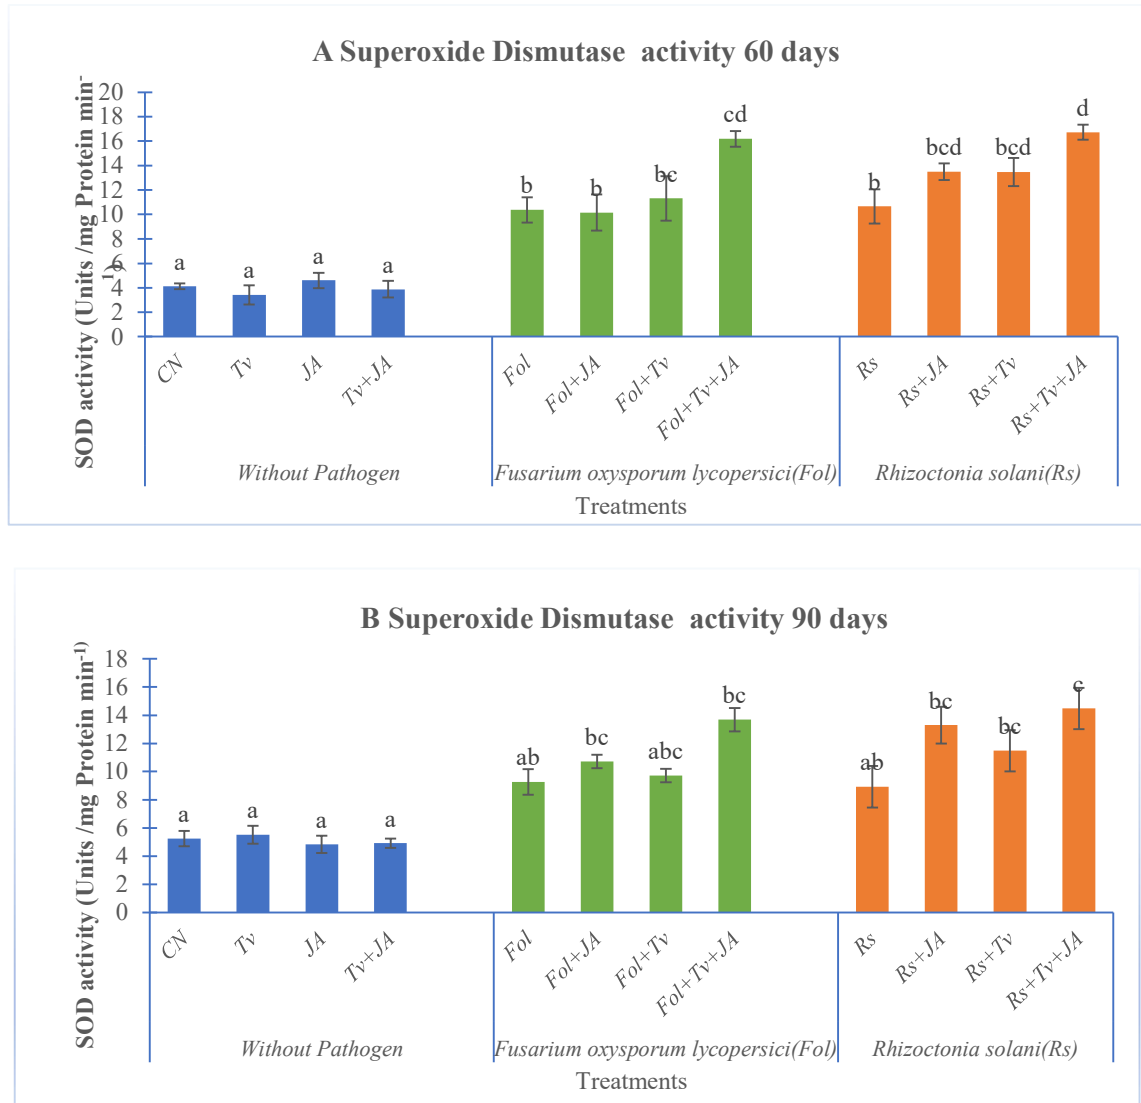 A Superoxide Dismutase activity 60 days
SOD activity (Units /mg Protein min-
1)
20
18
16
14
12
10
8
6
4
2
0
a
a
a
a
b
b
bc
cd
b
bcd
bcd
d
CN
Tv
JA
Tv+JA
Fol
Fol+JA
Fol+Tv
Fol+Tv+JA
Rs
Rs+JA
Rs+Tv
Rs+Tv+JA
Without Pathogen
Fusarium oxysporum lycopersici(Fol)
Rhizoctonia solani(Rs)
Treatments
B Superoxide Dismutase activity 90 days
SOD activity (Units /mg Protein min⁻¹)
18
16
14
12
10
8
6
4
2
0
a
a
a
a
ab
bc
abc
bc
ab
bc
bc
c
CN
Tv
JA
Tv+JA
Fol
Fol+JA
Fol+Tv
Fol+Tv+JA
Rs
Rs+JA
Rs+Tv
Rs+Tv+JA
Without Pathogen
Fusarium oxysporum lycopersici(Fol)
Rhizoctonia solani(Rs)
Treatments